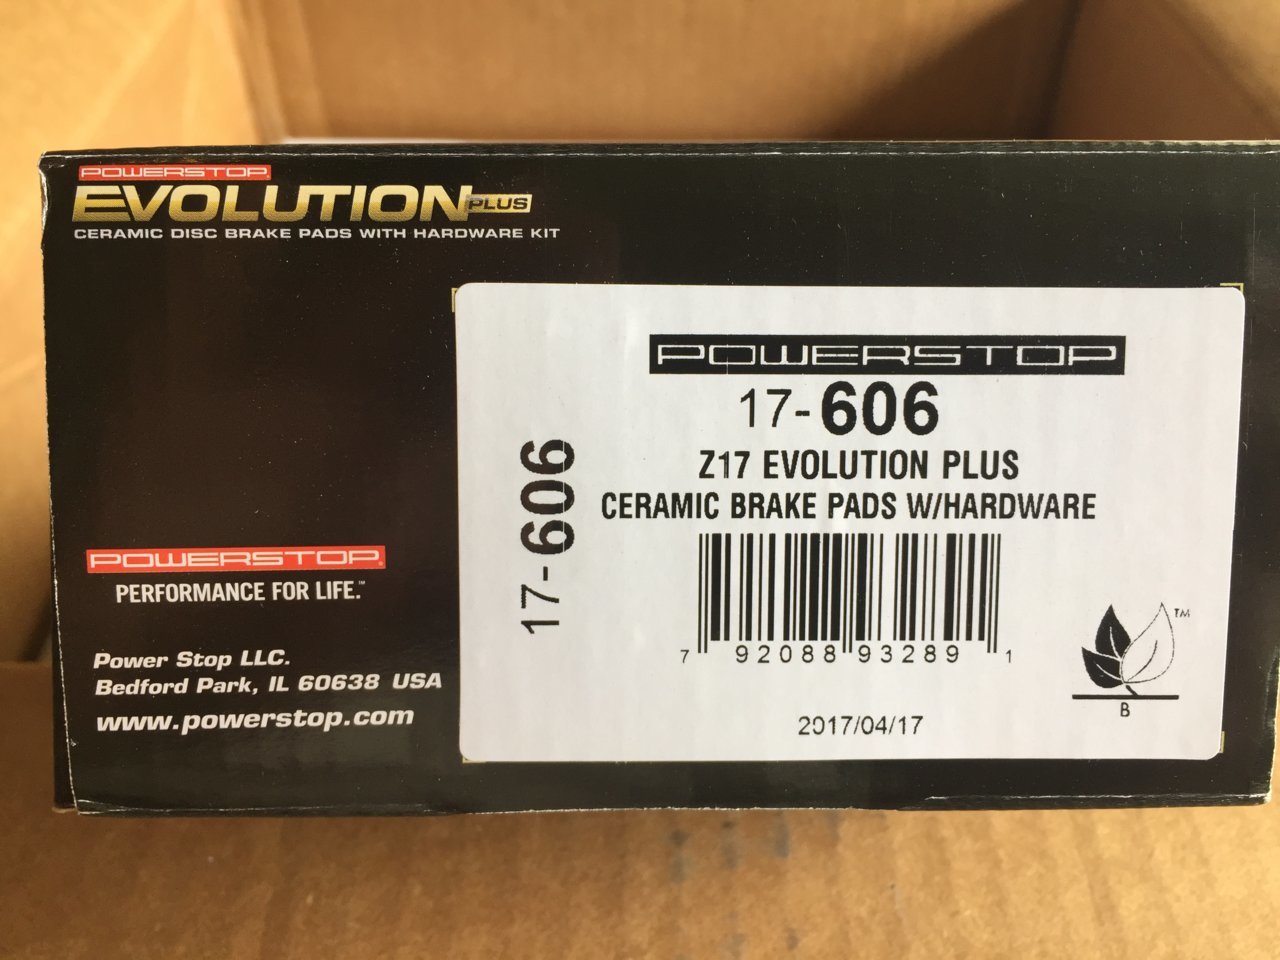 POWERSTOP
EVOLUTION PLUS
CERAMIC DISC BRAKE PADS WITH HARDWARE KIT
POWERSTOP
17-606
Z17 EVOLUTION PLUS
CERAMIC BRAKE PADS W/HARDWARE
17-606
7 92088 93289 1
TM
B
2017/04/17
POWERSTOP
PERFORMANCE FOR LIFE.™
Power Stop LLC.
Bedford Park, IL 60638 USA
www.powerstop.com